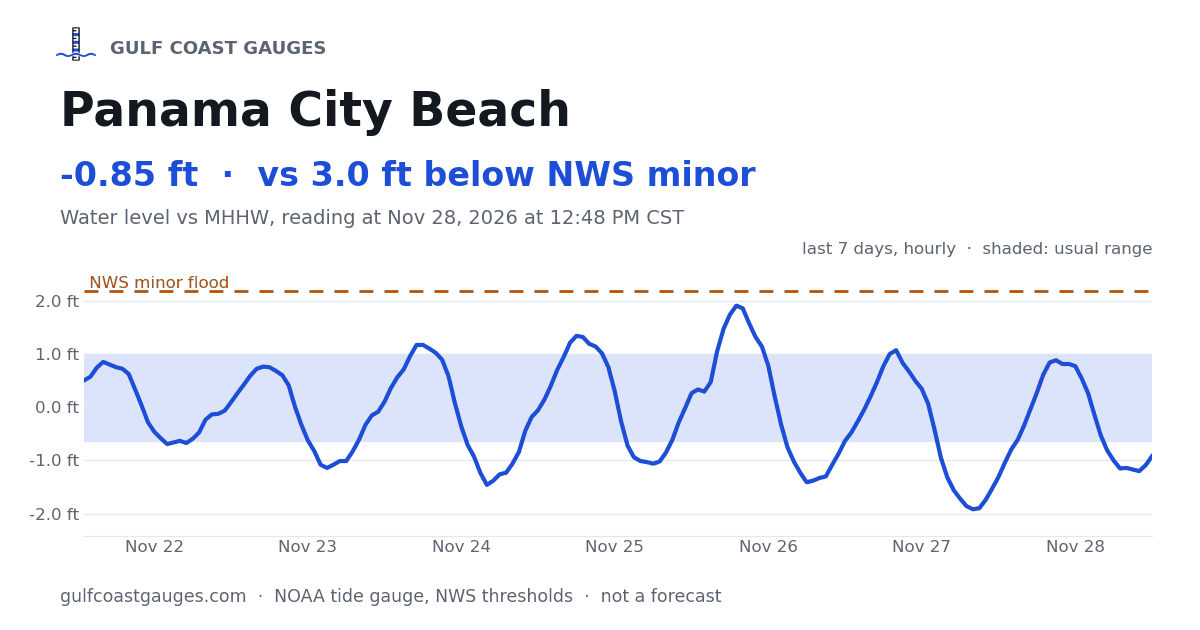 GULF COAST GAUGES
Panama City Beach
-0.85 ft · vs 3.0 ft below NWS minor
Water level vs MHHW, reading at Nov 28, 2026 at 12:48 PM CST
last 7 days, hourly · shaded: usual range
NWS minor flood
2.0 ft
1.0 ft
0.0 ft
-1.0 ft
-2.0 ft
Nov 22 Nov 23 Nov 24 Nov 25 Nov 26 Nov 27 Nov 28
gulfcoastgauges.com · NOAA tide gauge, NWS thresholds · not a forecast